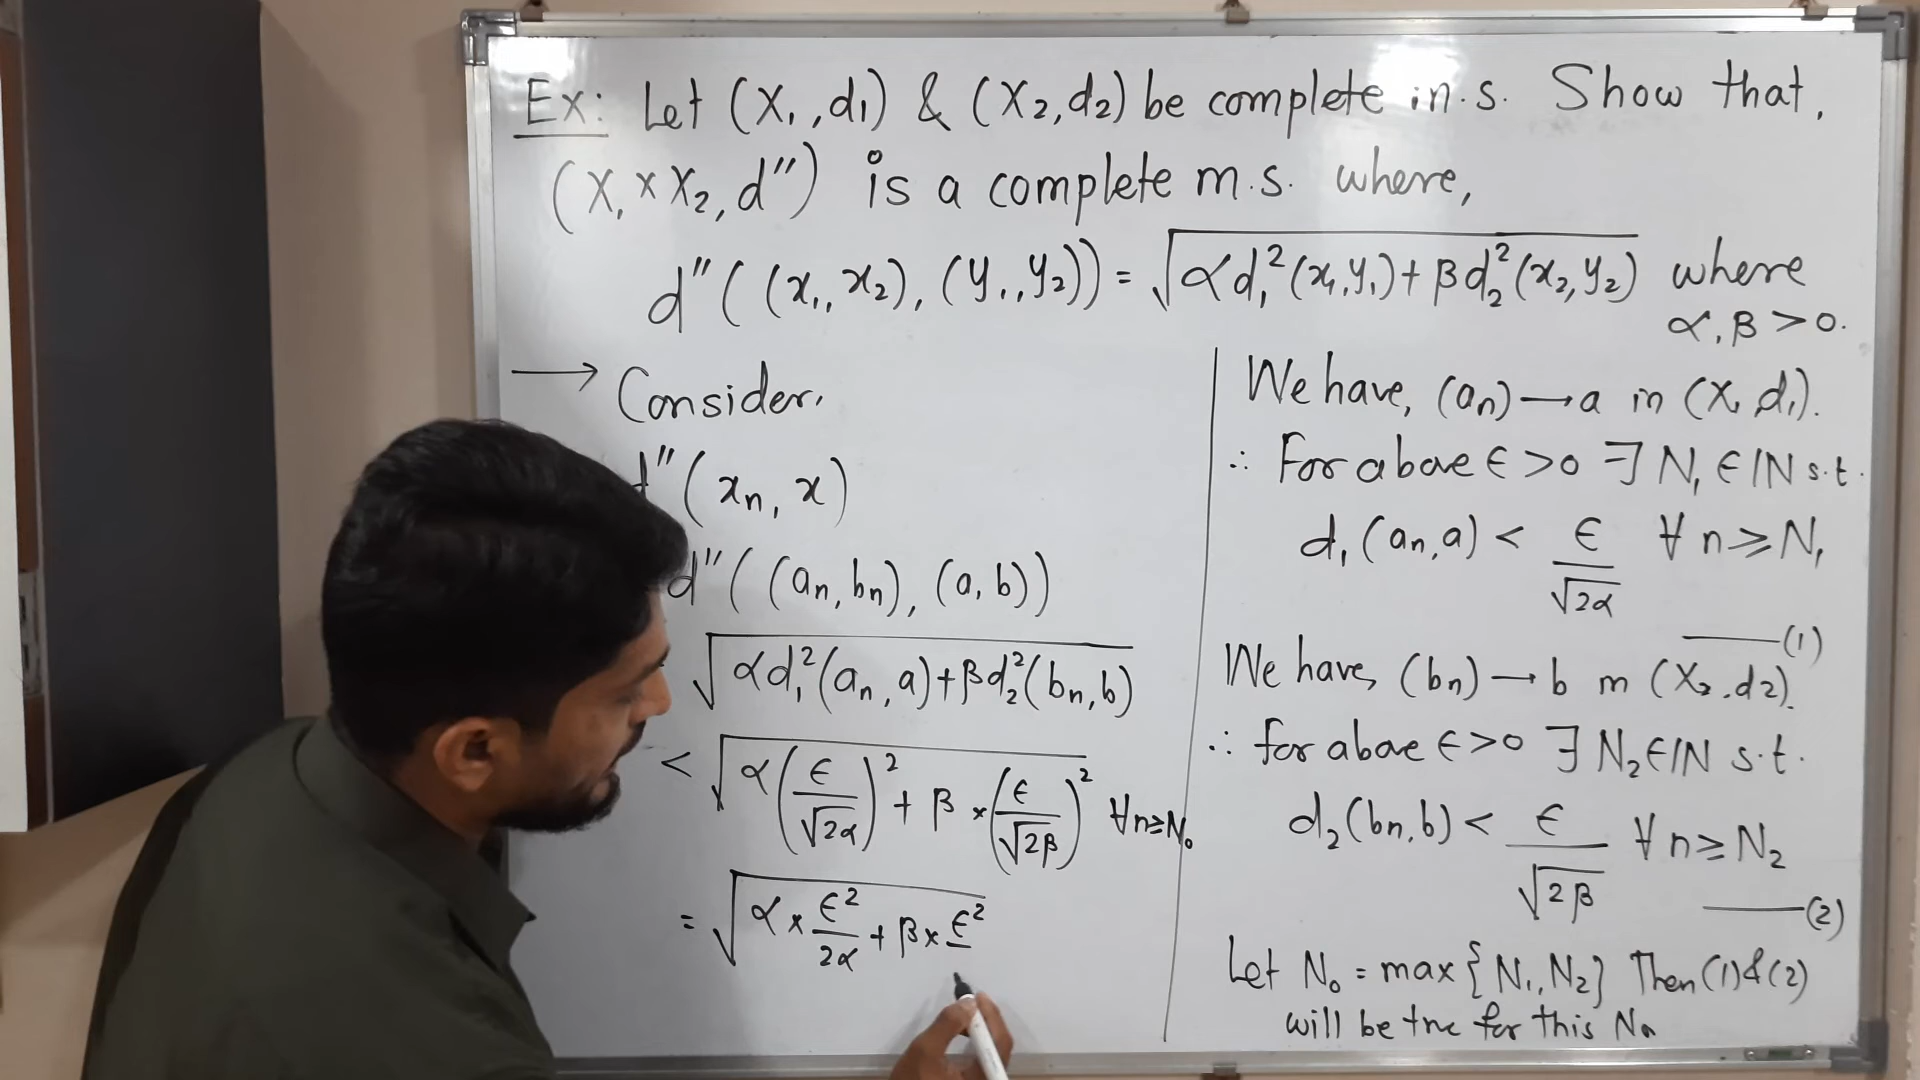 Ex: Let (X₁, d₁) & (X₂, d₂) be complete m.s. Show that,
(X₁ × X₂, d″) is a complete m.s. where,
d″((x₁, x₂), (y₁, y₂)) = √(αd₁²(x₁,y₁) + βd₂²(x₂,y₂)) where
α, β > 0.
→ Consider,
d″(xₙ, x)
d″((aₙ, bₙ), (a, b))
√(αd₁²(aₙ, a) + βd₂²(bₙ, b))
< √(α(ϵ/√2α)² + β × (ϵ/√2β)²) ∀ n ≥ N₀
= √(α × ϵ²/2α + β × ϵ²
We have, (aₙ) → a in (X₁, d₁).
∴ For above ϵ > 0 ∃ N₁ ∈ ℕ s.t.
d₁(aₙ, a) < ϵ/√2α ∀ n ≥ N₁
——(1)
We have, (bₙ) → b in (X₂, d₂).
∴ for above ϵ > 0 ∃ N₂ ∈ ℕ s.t.
d₂(bₙ, b) < ϵ/√2β ∀ n ≥ N₂
——(2)
Let N₀ = max{N₁, N₂} Then (1) & (2)
will be true for this N₀